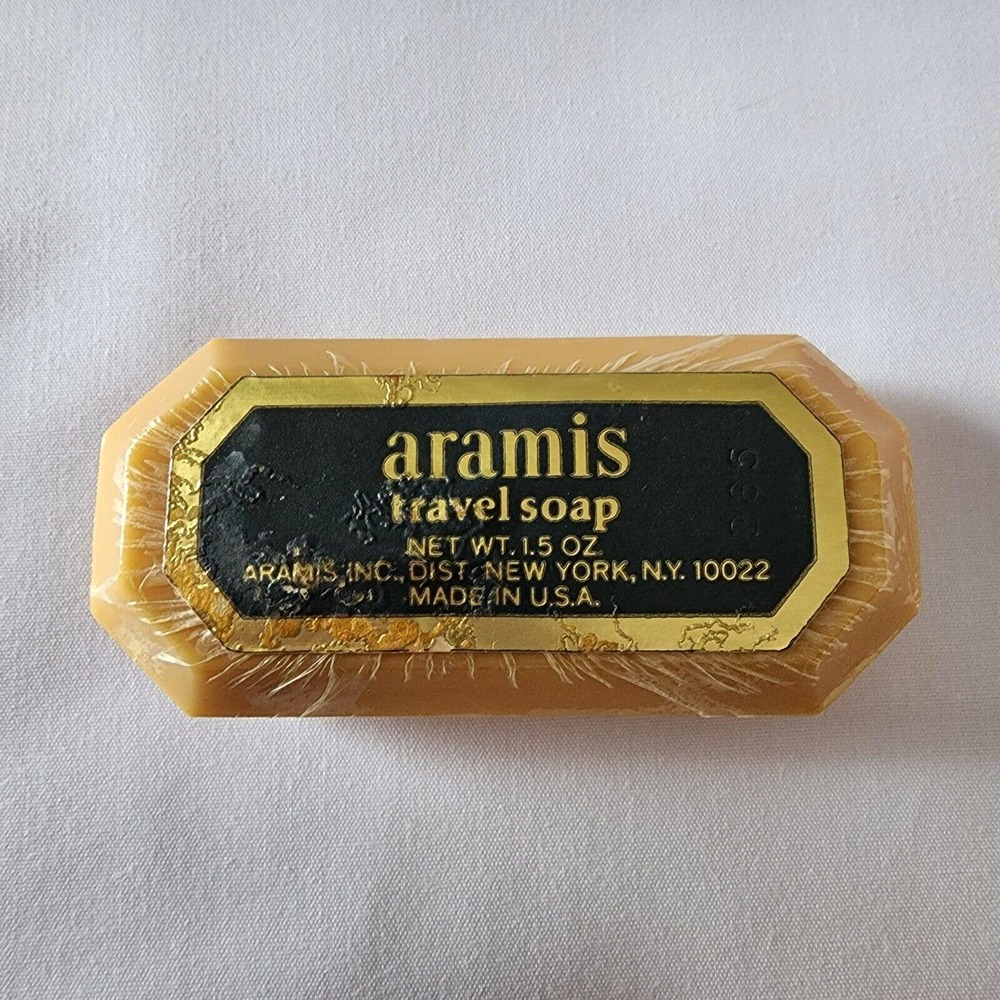 aramis
travel soap
NET WT. 1.5 OZ.
ARAMIS, INC., DIST. NEW YORK, N.Y. 10022
MADE IN U.S.A.